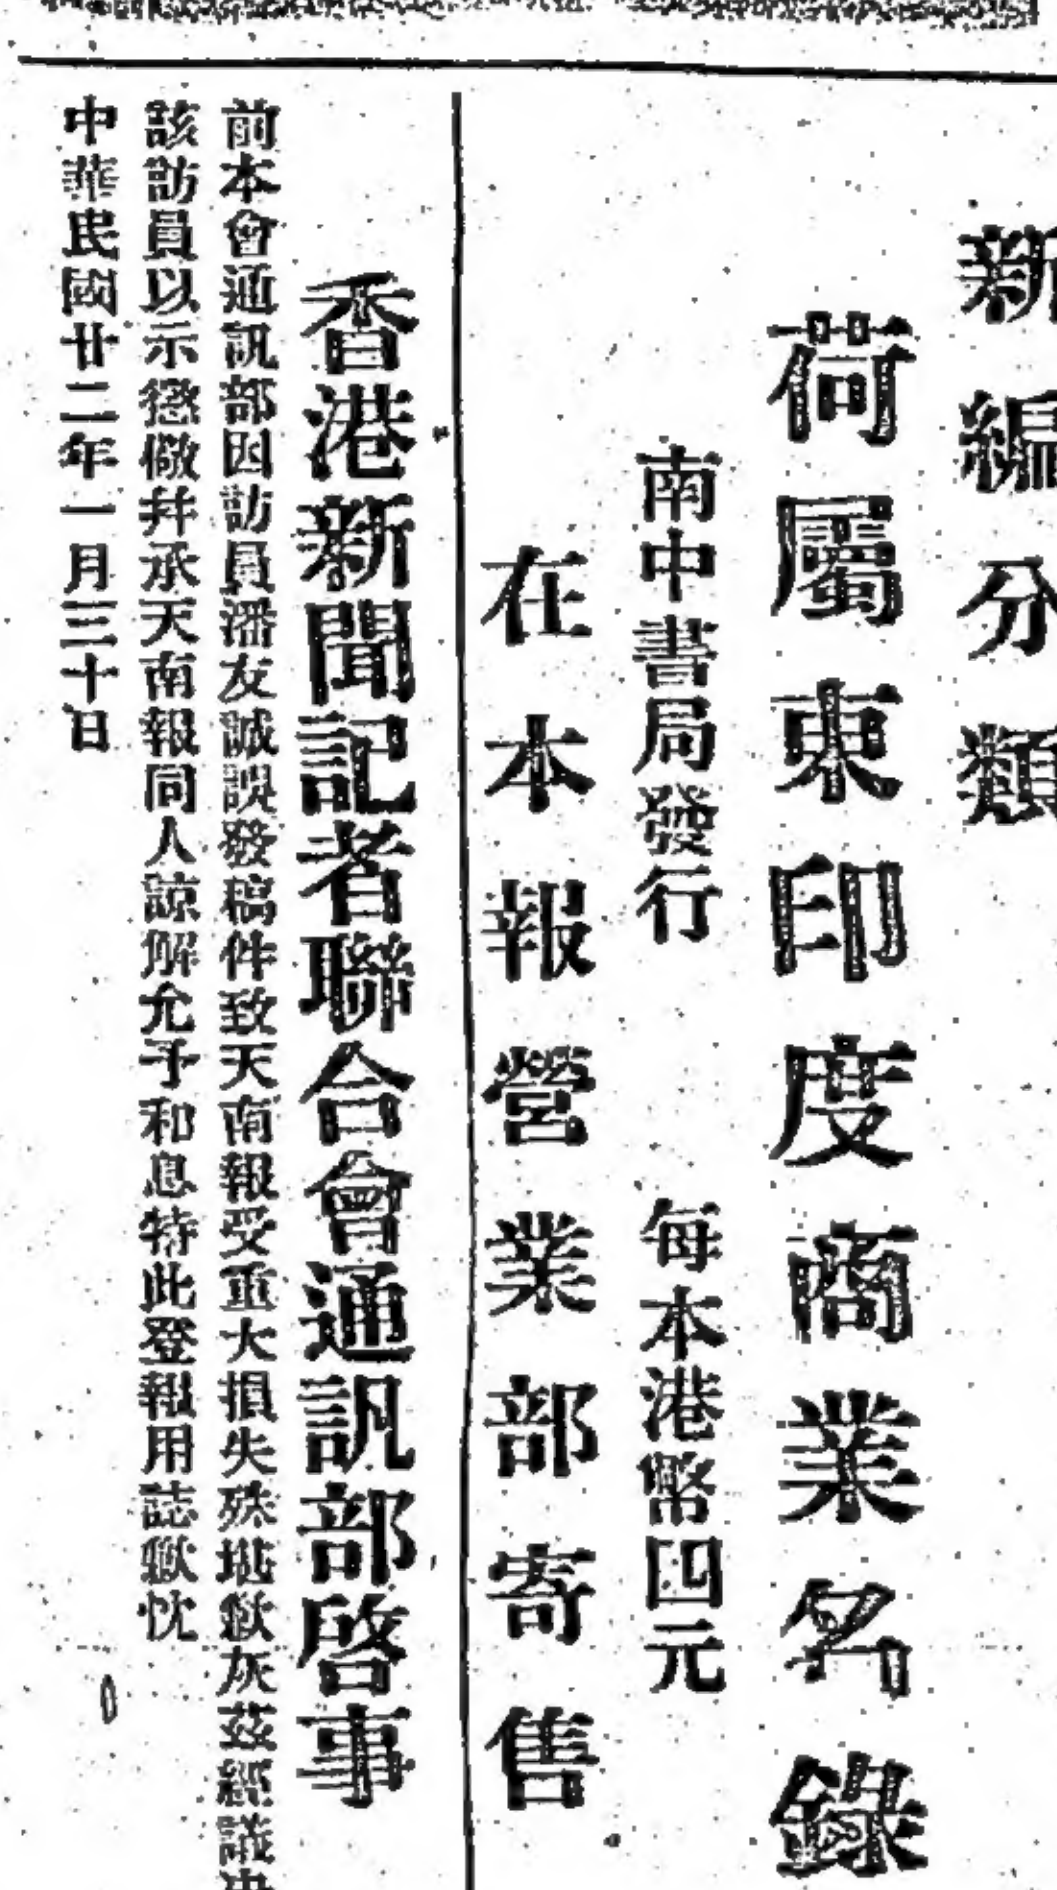 新編分類
荷屬東印度商業名錄
南中書局發行 每本港幣四元
在本報營業部寄售
香港新聞記者聯合會通訊部啓事
前本會通訊部因訪員潘友誠誤發稿件致天南報受重大損失殊堪歉疚茲經議決
該訪員以示懲儆幷承天南報同人諒解允予和息特此登報用誌歉忱
中華民國廿二年一月三十日